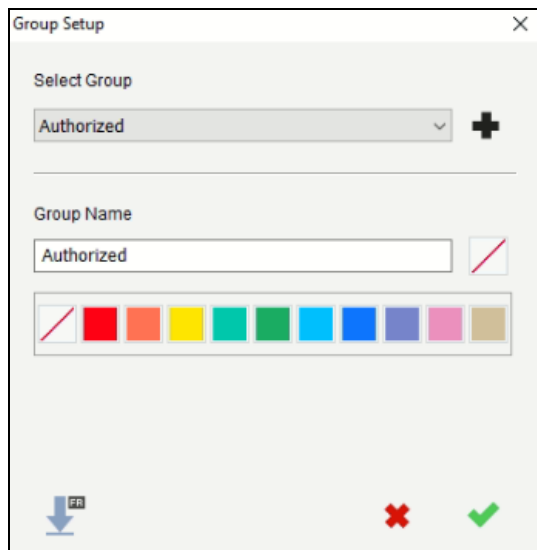 Group Setup
Select Group
Authorized
Group Name
Authorized
FR